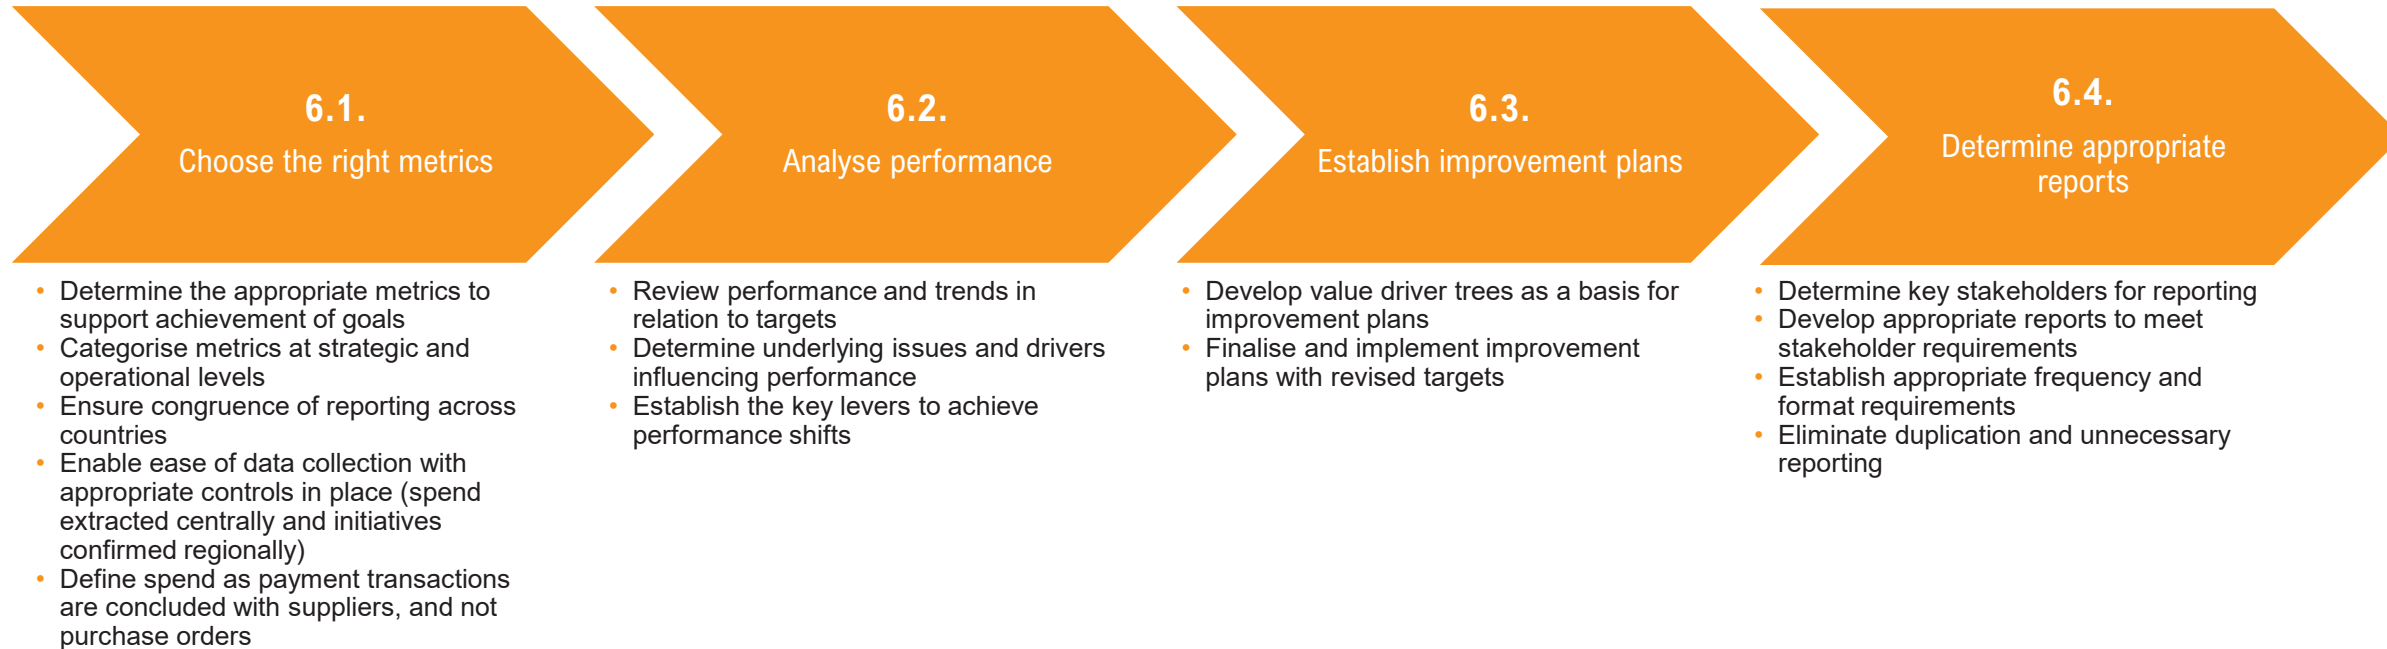 6.1.
Choose the right metrics
• Determine the appropriate metrics to
support achievement of goals
• Categorise metrics at strategic and
operational levels
• Ensure congruence of reporting across
countries
• Enable ease of data collection with
appropriate controls in place (spend
extracted centrally and initiatives
confirmed regionally)
• Define spend as payment transactions
are concluded with suppliers, and not
purchase orders
6.2.
Analyse performance
• Review performance and trends in
relation to targets
• Determine underlying issues and drivers
influencing performance
• Establish the key levers to achieve
performance shifts
6.3.
Establish improvement plans
• Develop value driver trees as a basis for
improvement plans
• Finalise and implement improvement
plans with revised targets
6.4.
Determine appropriate
reports
• Determine key stakeholders for reporting
• Develop appropriate reports to meet
stakeholder requirements
• Establish appropriate frequency and
format requirements
• Eliminate duplication and unnecessary
reporting